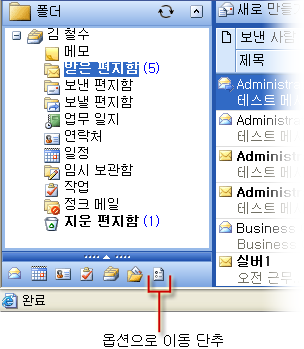 폴더
김 철수
메모
받은 편지함 (5)
보낸 편지함
보낼 편지함
업무 일지
연락처
일정
임시 보관함
작업
정크 메일
지운 편지함 (1)
새로 만들
보낸 사람
제목
Administ
테스트 메
Administra
테스트 메
Adminis
테스트 메
Adminis
테스트 메
Business
Business
실버1
오전 근무
완료
옵션으로 이동 단추